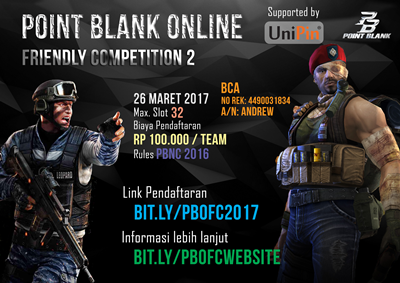 POINT BLANK ONLINE
FRIENDLY COMPETITION 2
Supported by
UniPin
POINT BLANK
26 MARET 2017
Max. Slot 32
Biaya Pendaftaran
RP 100.000 / TEAM
Rules PBNC 2016
BCA
NO REK: 4490031834
A/N: ANDREW
LEOPARD
Link Pendaftaran
BIT.LY/PBOFC2017
Informasi lebih lanjut
BIT.LY/PBOFCWEBSITE